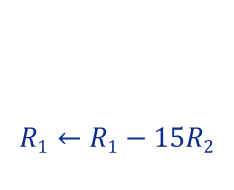 R₁ ← R₁ − 15R₂